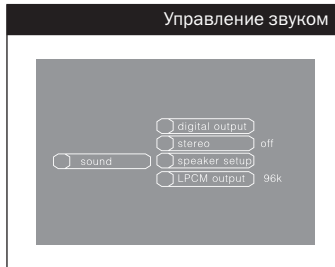 Управление звуком
digital output
stereo off
sound speaker setup
LPCM output 96k